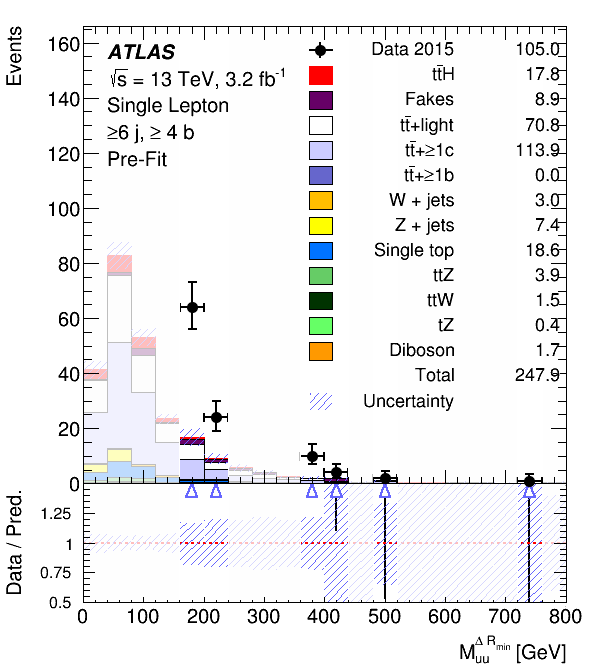 Events
160
140
120
100
80
60
40
20
0
ATLAS
√s = 13 TeV, 3.2 fb⁻¹
Single Lepton
≥6 j, ≥ 4 b
Pre-Fit
Data 2015 105.0
tt̄H 17.8
Fakes 8.9
tt̄+light 70.8
tt̄+≥1c 113.9
tt̄+≥1b 0.0
W + jets 3.0
Z + jets 7.4
Single top 18.6
ttZ 3.9
ttW 1.5
tZ 0.4
Diboson 1.7
Total 247.9
Uncertainty
Data / Pred.
1.25
1
0.75
0.5
0 100 200 300 400 500 600 700 800
M_uu^ΔR_min [GeV]